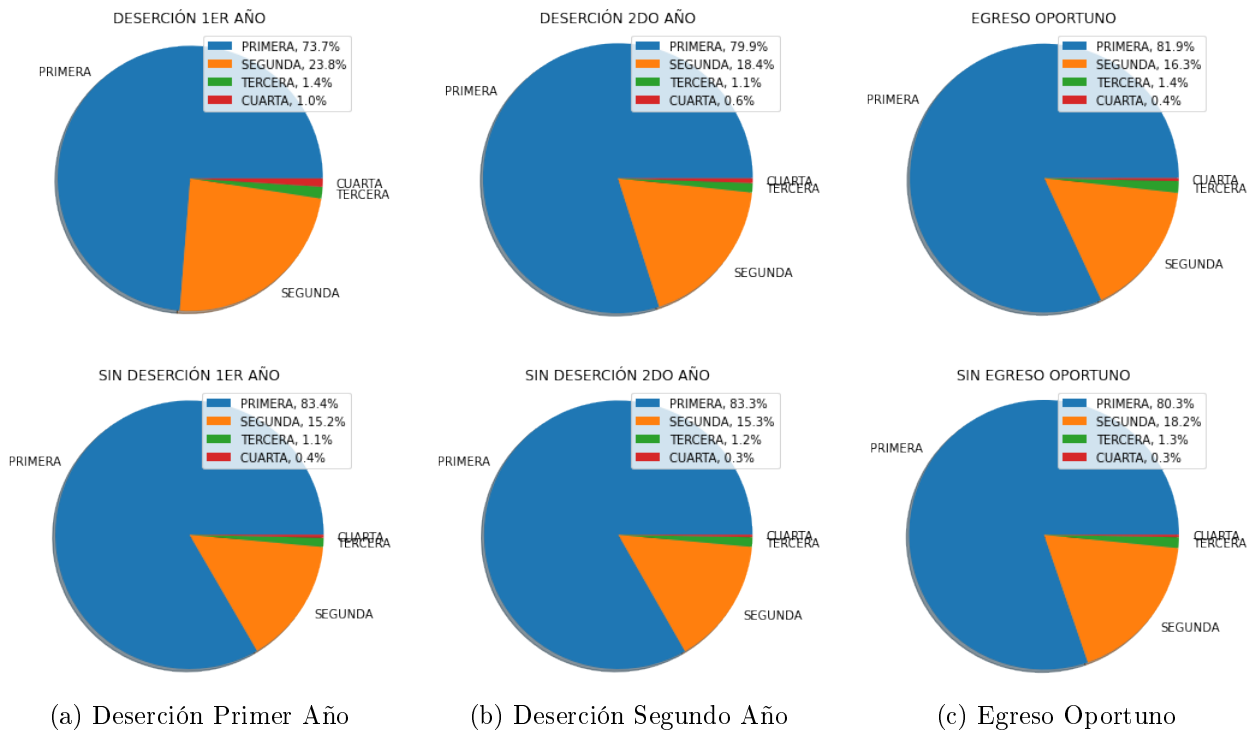 DESERCIÓN 1ER AÑO
PRIMERA, 73.7%
SEGUNDA, 23.8%
TERCERA, 1.4%
CUARTA, 1.0%
PRIMERA
CUARTA
TERCERA
SEGUNDA
DESERCIÓN 2DO AÑO
PRIMERA, 79.9%
SEGUNDA, 18.4%
TERCERA, 1.1%
CUARTA, 0.6%
PRIMERA
CUARTA
TERCERA
SEGUNDA
EGRESO OPORTUNO
PRIMERA, 81.9%
SEGUNDA, 16.3%
TERCERA, 1.4%
CUARTA, 0.4%
PRIMERA
CUARTA
TERCERA
SEGUNDA
SIN DESERCIÓN 1ER AÑO
PRIMERA, 83.4%
SEGUNDA, 15.2%
TERCERA, 1.1%
CUARTA, 0.4%
PRIMERA
CUARTA
TERCERA
SEGUNDA
SIN DESERCIÓN 2DO AÑO
PRIMERA, 83.3%
SEGUNDA, 15.3%
TERCERA, 1.2%
CUARTA, 0.3%
PRIMERA
CUARTA
TERCERA
SEGUNDA
SIN EGRESO OPORTUNO
PRIMERA, 80.3%
SEGUNDA, 18.2%
TERCERA, 1.3%
CUARTA, 0.3%
PRIMERA
CUARTA
TERCERA
SEGUNDA
(a) Deserción Primer Año
(b) Deserción Segundo Año
(c) Egreso Oportuno